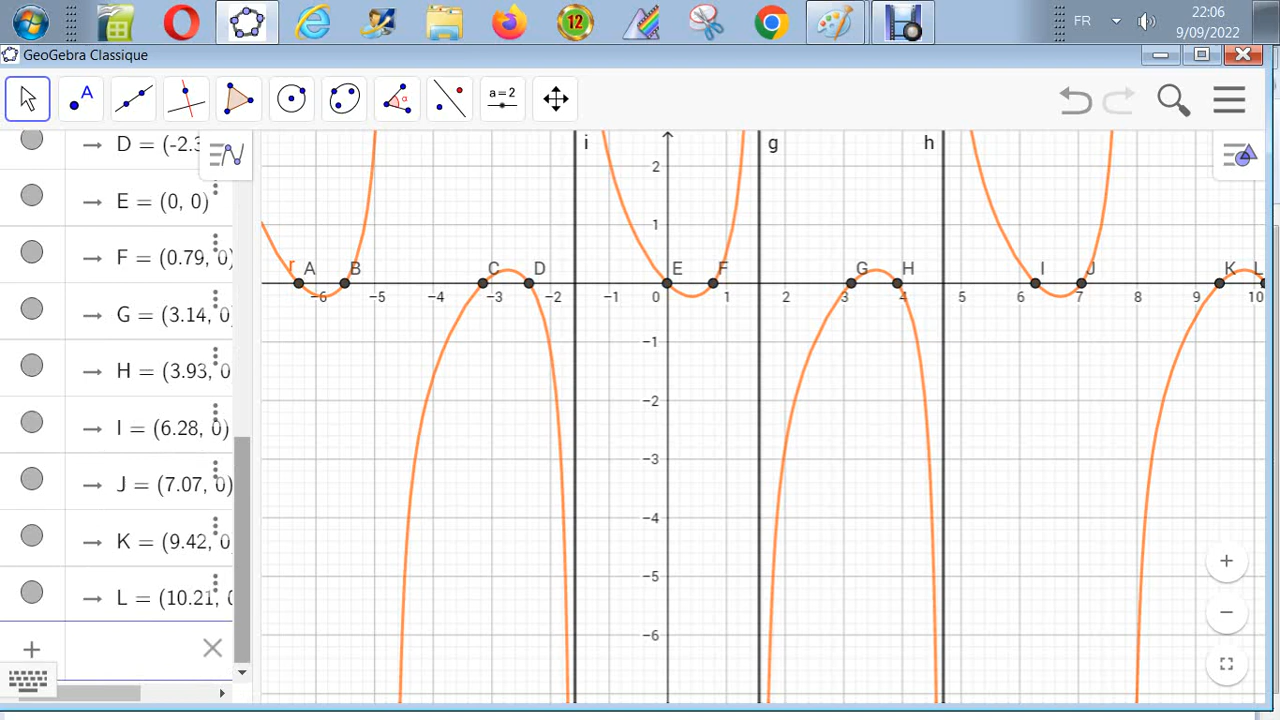 FR
22:06
9/09/2022
12
GeoGebra Classique
A
α
a=2
D = (-2.3
E = (0, 0)
F = (0.79, 0)
G = (3.14, 0
H = (3.93, 0
I = (6.28, 0)
J = (7.07, 0)
K = (9.42, 0
L = (10.21, 0
i
g
h
f A B C D E F G H I J K L
2
1
−6 −5 −4 −3 −2 −1 0 1 2 3 4 5 6 7 8 9 10
−1
−2
−3
−4
−5
−6